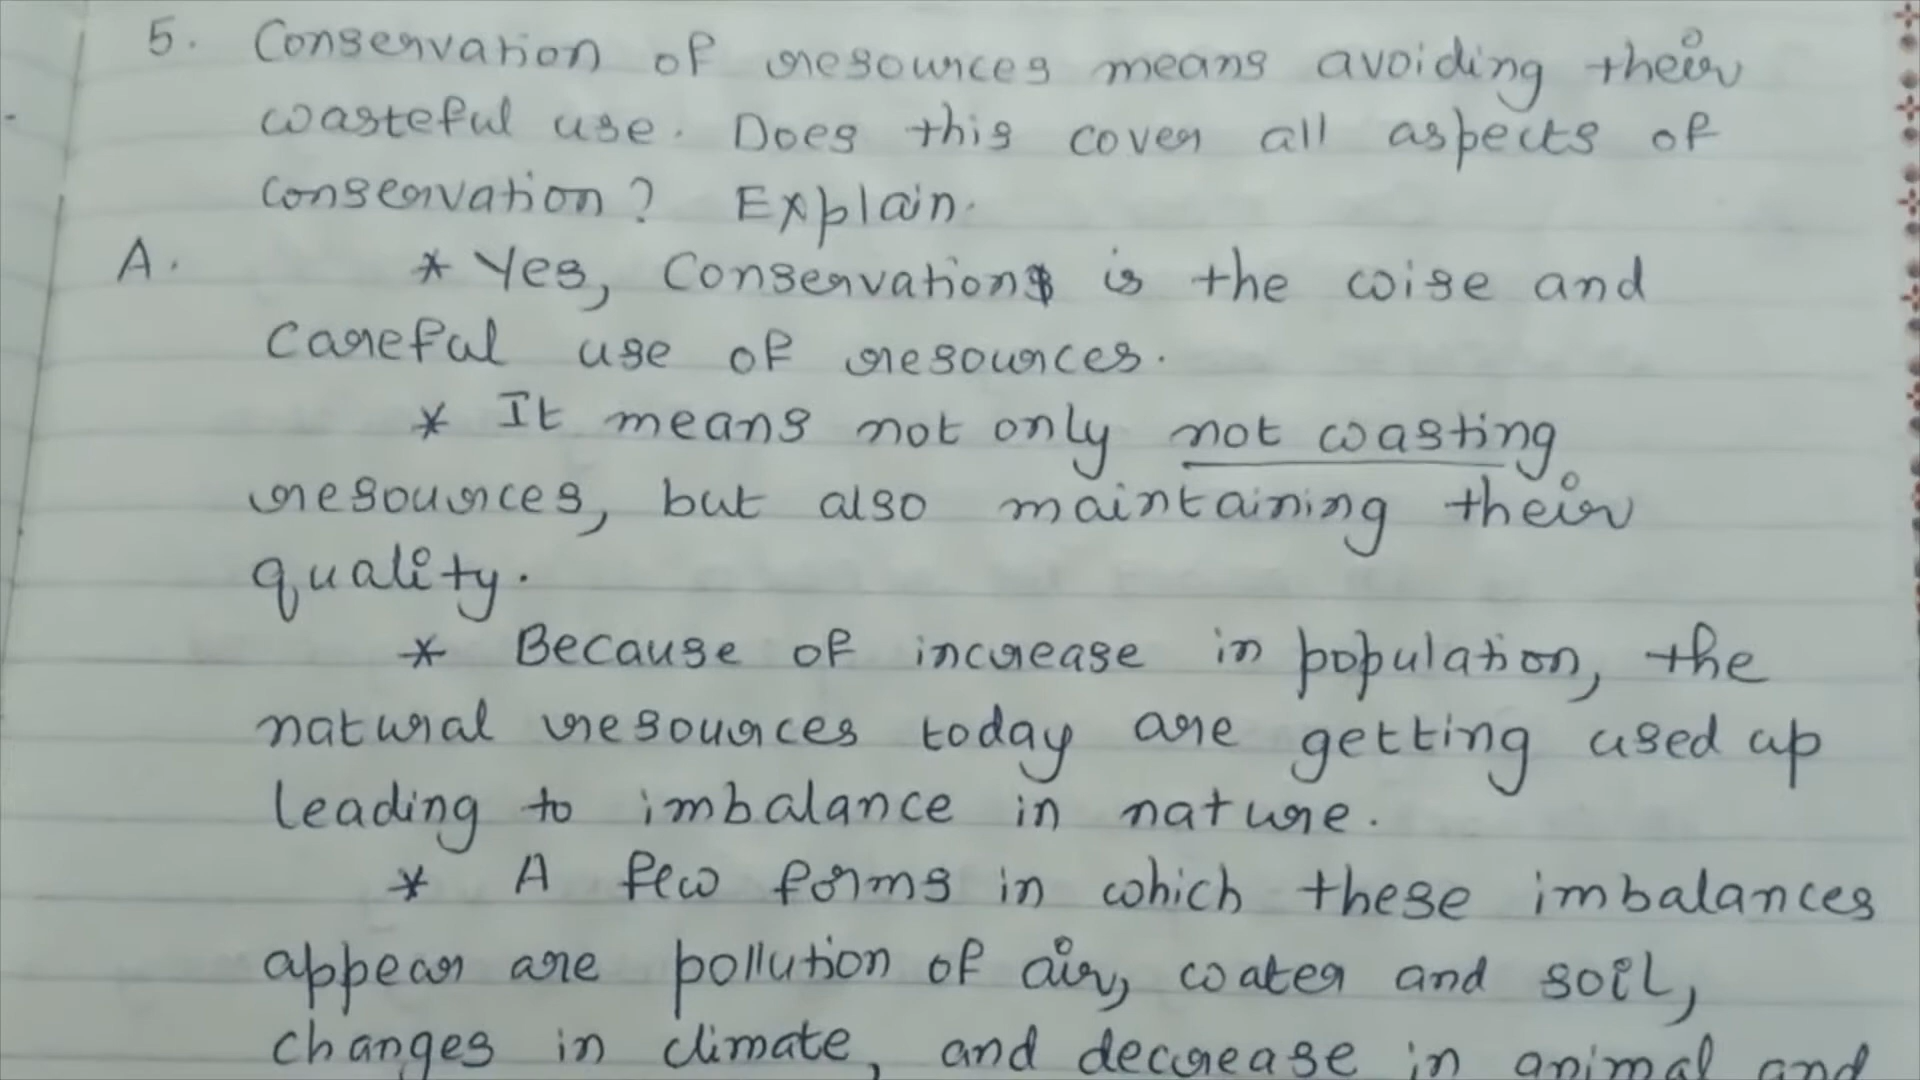 5. Conservation of resources means avoiding their
wasteful use. Does this cover all aspects of
conservation? Explain.
A. * Yes, Conservation is the wise and
careful use of resources.
* It means not only not wasting
resources, but also maintaining their
quality.
* Because of increase in population, the
natural resources today are getting used up
leading to imbalance in nature.
* A few forms in which these imbalances
appear are pollution of air, water and soil,
changes in climate, and decrease in animal and